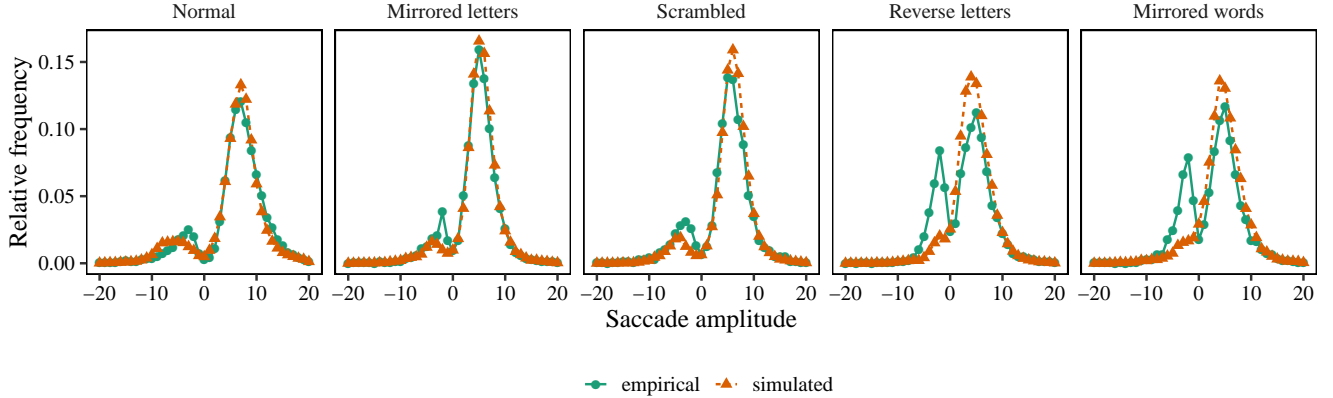 Normal Mirrored letters Scrambled Reverse letters Mirrored words
Relative frequency
0.15
0.10
0.05
0.00
−20 −10 0 10 20 −20 −10 0 10 20 −20 −10 0 10 20 −20 −10 0 10 20 −20 −10 0 10 20
Saccade amplitude
empirical simulated